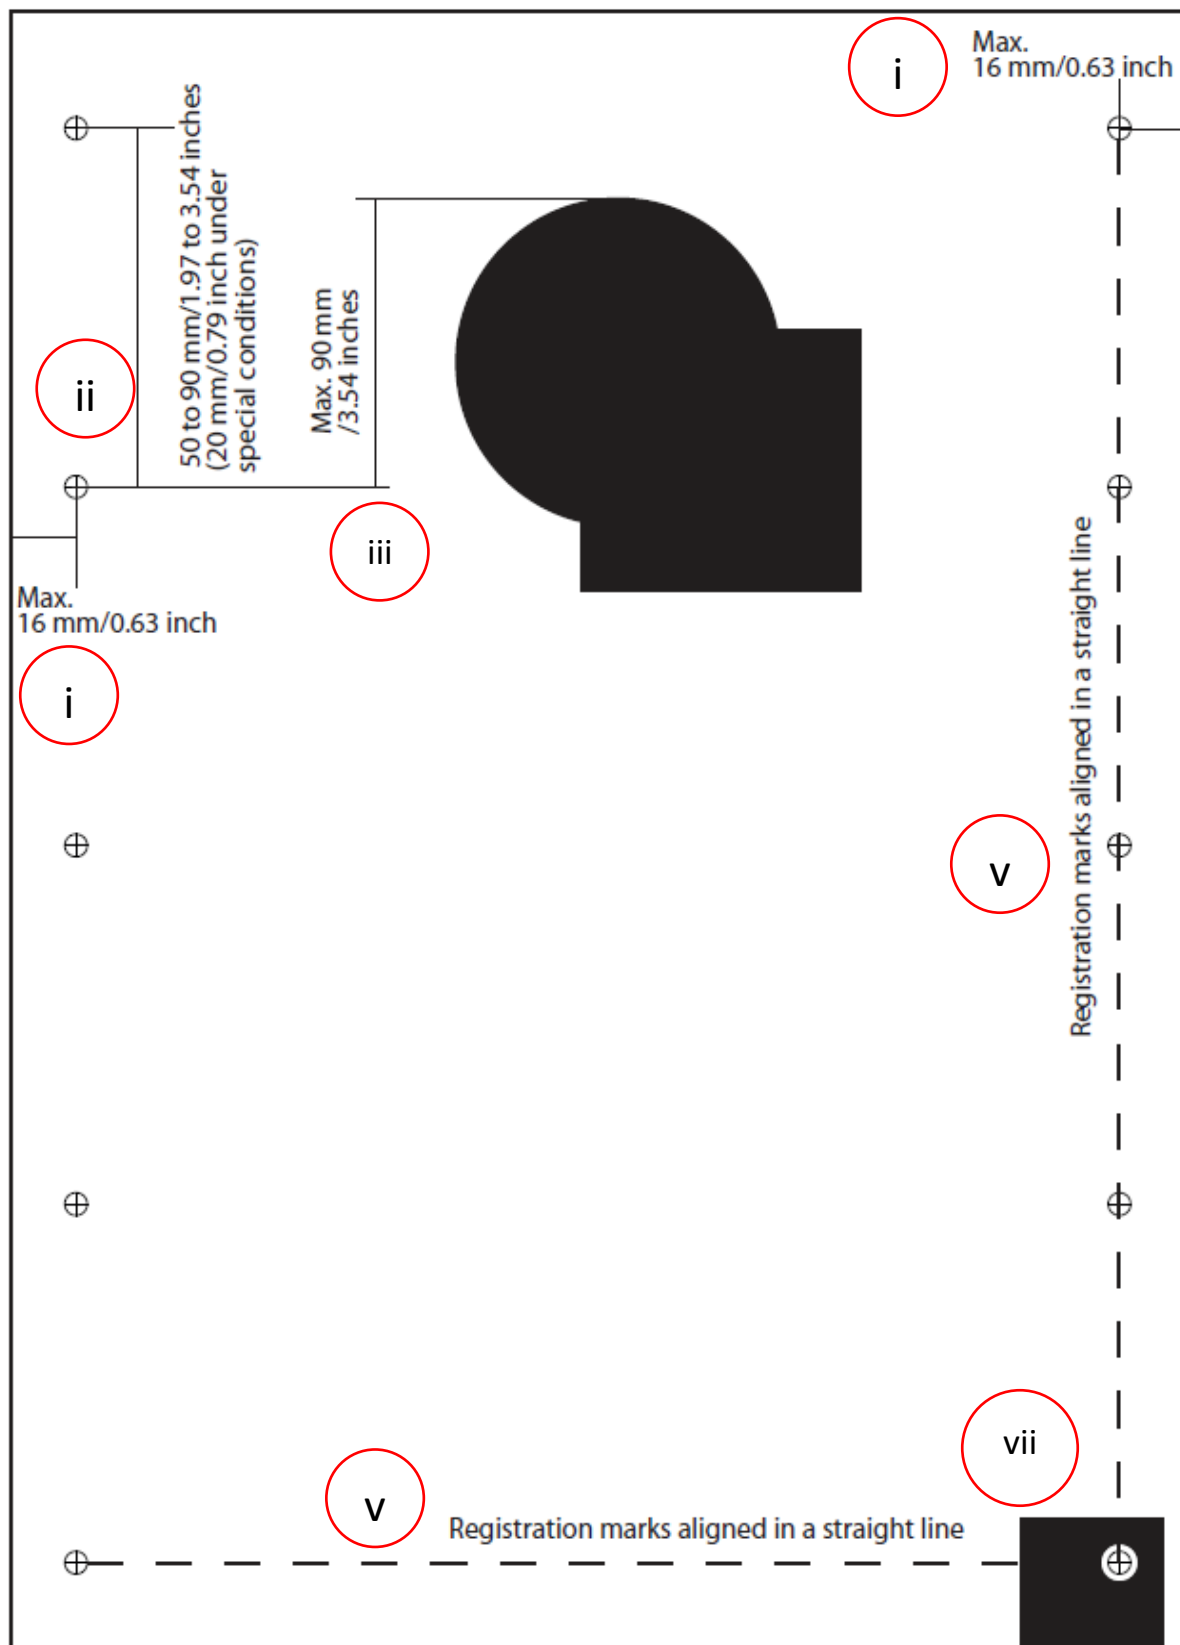 i
Max.
16 mm/0.63 inch
50 to 90 mm/1.97 to 3.54 inches
(20 mm/0.79 inch under
special conditions)
Max. 90 mm
/3.54 inches
ii
iii
Max.
16 mm/0.63 inch
i
Registration marks aligned in a straight line
v
vii
v
Registration marks aligned in a straight line